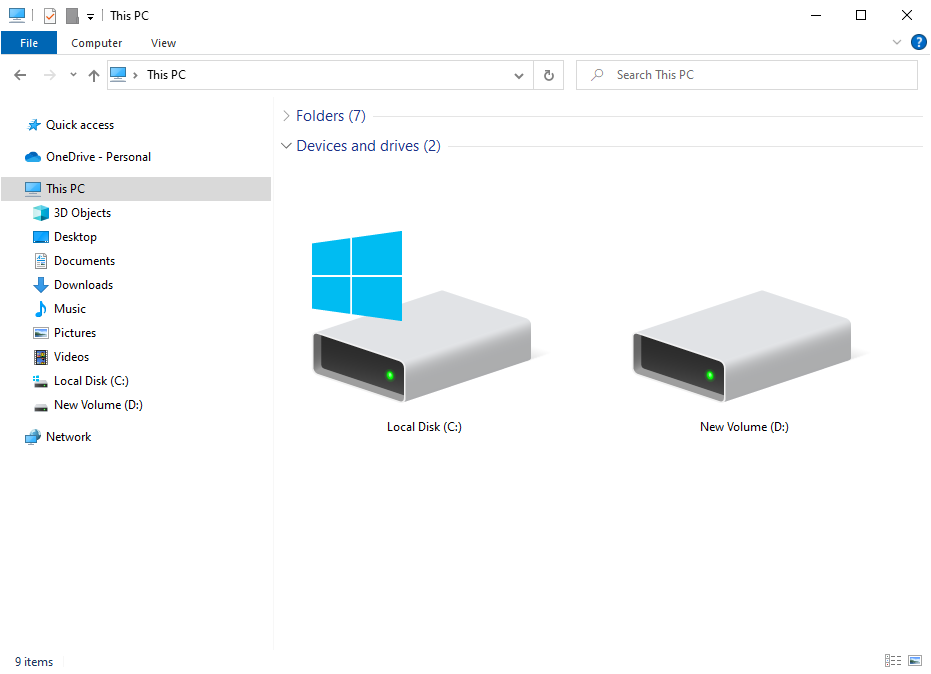 This PC
File Computer View ?
This PC
Search This PC
Quick access
OneDrive - Personal
This PC
3D Objects
Desktop
Documents
Downloads
Music
Pictures
Videos
Local Disk (C:)
New Volume (D:)
Network
Folders (7)
Devices and drives (2)
Local Disk (C:)
New Volume (D:)
9 items